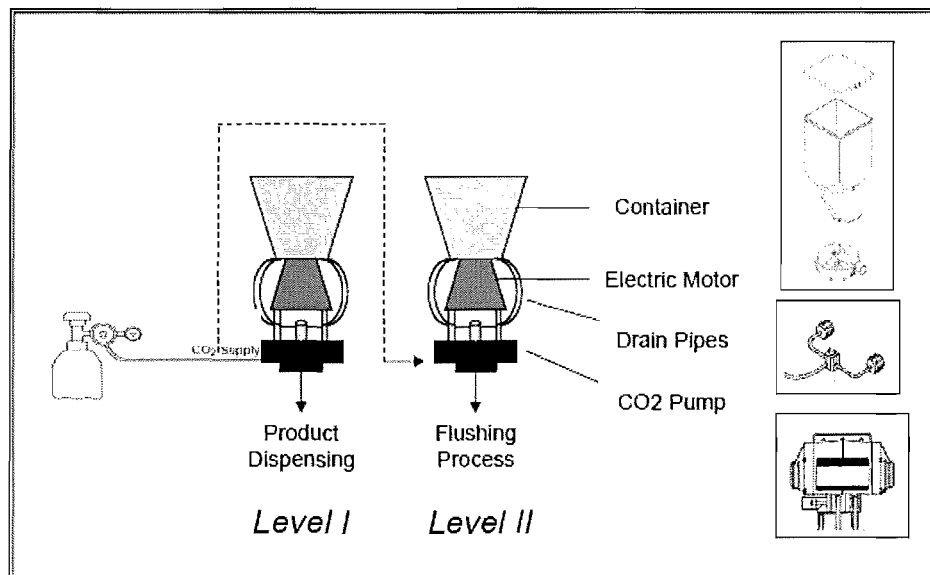 Container
Electric Motor
Drain Pipes
CO2 Pump
CO2 Supply
Product
Dispensing
Flushing
Process
Level I
Level II